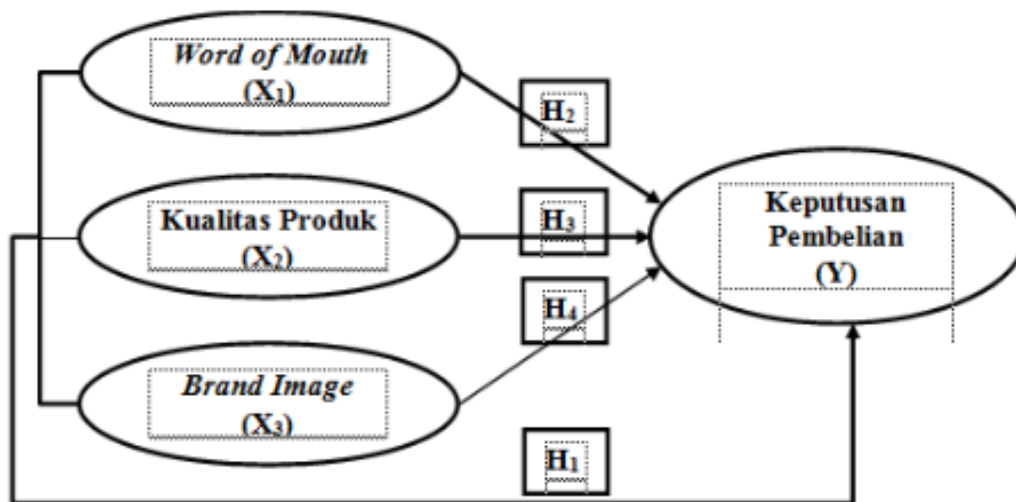 Word of Mouth
(X₁)
H₂
Kualitas Produk
(X₂)
H₃
Keputusan
Pembelian
(Y)
H₄
Brand Image
(X₃)
H₁